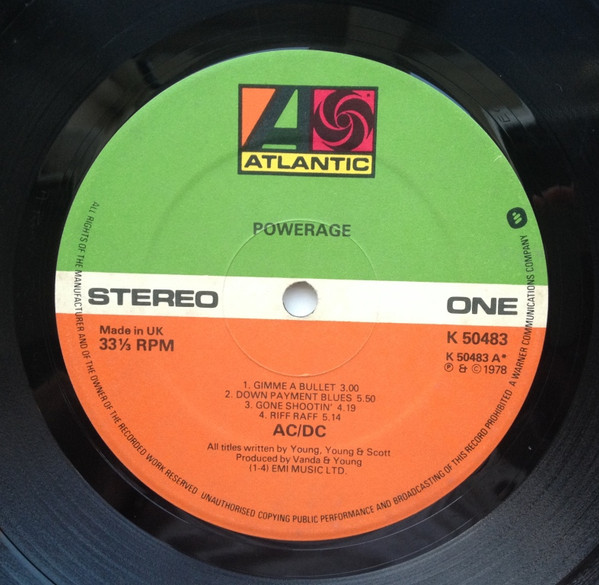 ATLANTIC
POWERAGE
STEREO
ONE
Made in UK
33⅓ RPM
K 50483
K 50483 A*
℗ & © 1978
1. GIMME A BULLET 3.00
2. DOWN PAYMENT BLUES 5.50
3. GONE SHOOTIN' 4.19
4. RIFF RAFF 5.14
AC/DC
All titles written by Young, Young & Scott
Produced by Vanda & Young
(1-4) EMI MUSIC LTD.
ALL RIGHTS OF THE MANUFACTURER AND OF THE OWNER OF THE RECORDED WORK RESERVED. UNAUTHORISED COPYING PUBLIC PERFORMANCE AND BROADCASTING OF THIS RECORD PROHIBITED. A WARNER COMMUNICATIONS COMPANY